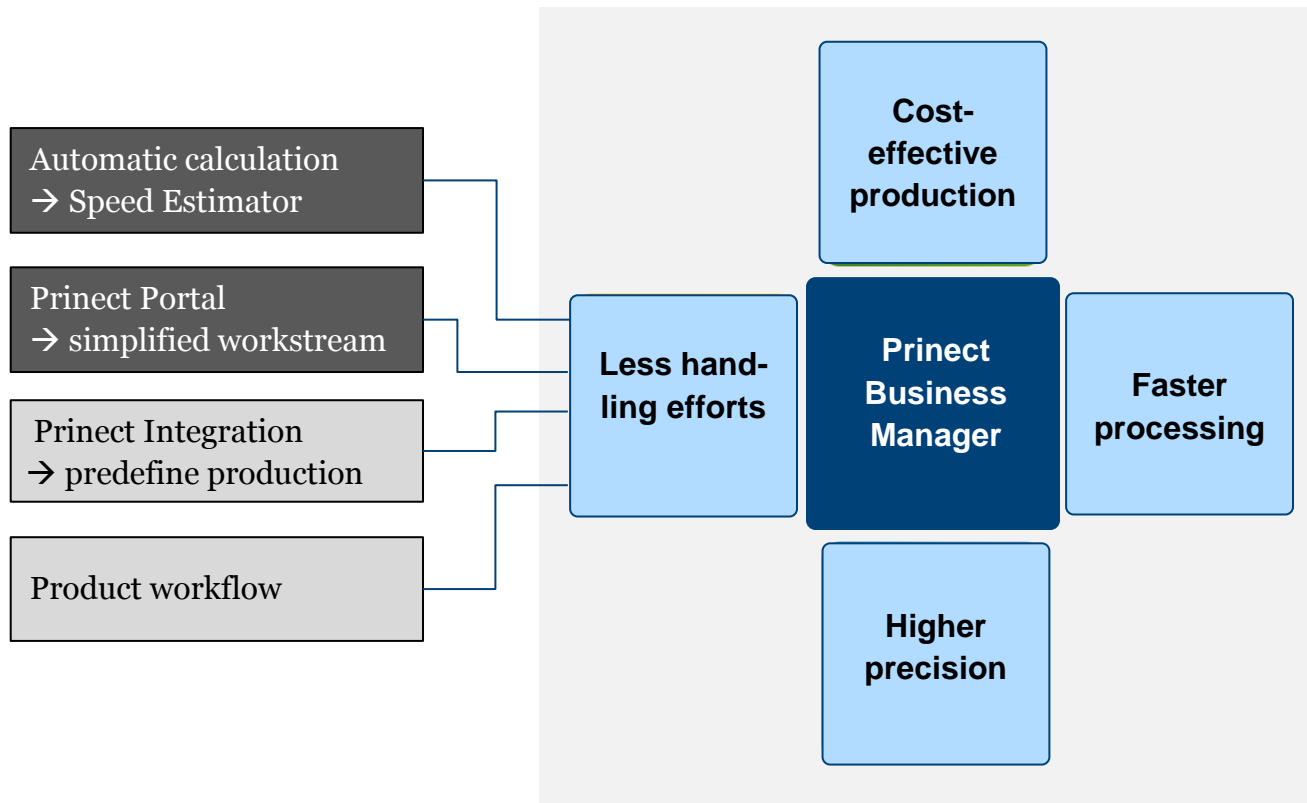 Automatic calculation
→ Speed Estimator
Prinect Portal
→ simplified workstream
Prinect Integration
→ predefine production
Product workflow
Cost-
effective
production
Less hand-
ling efforts
Prinect
Business
Manager
Faster
processing
Higher
precision